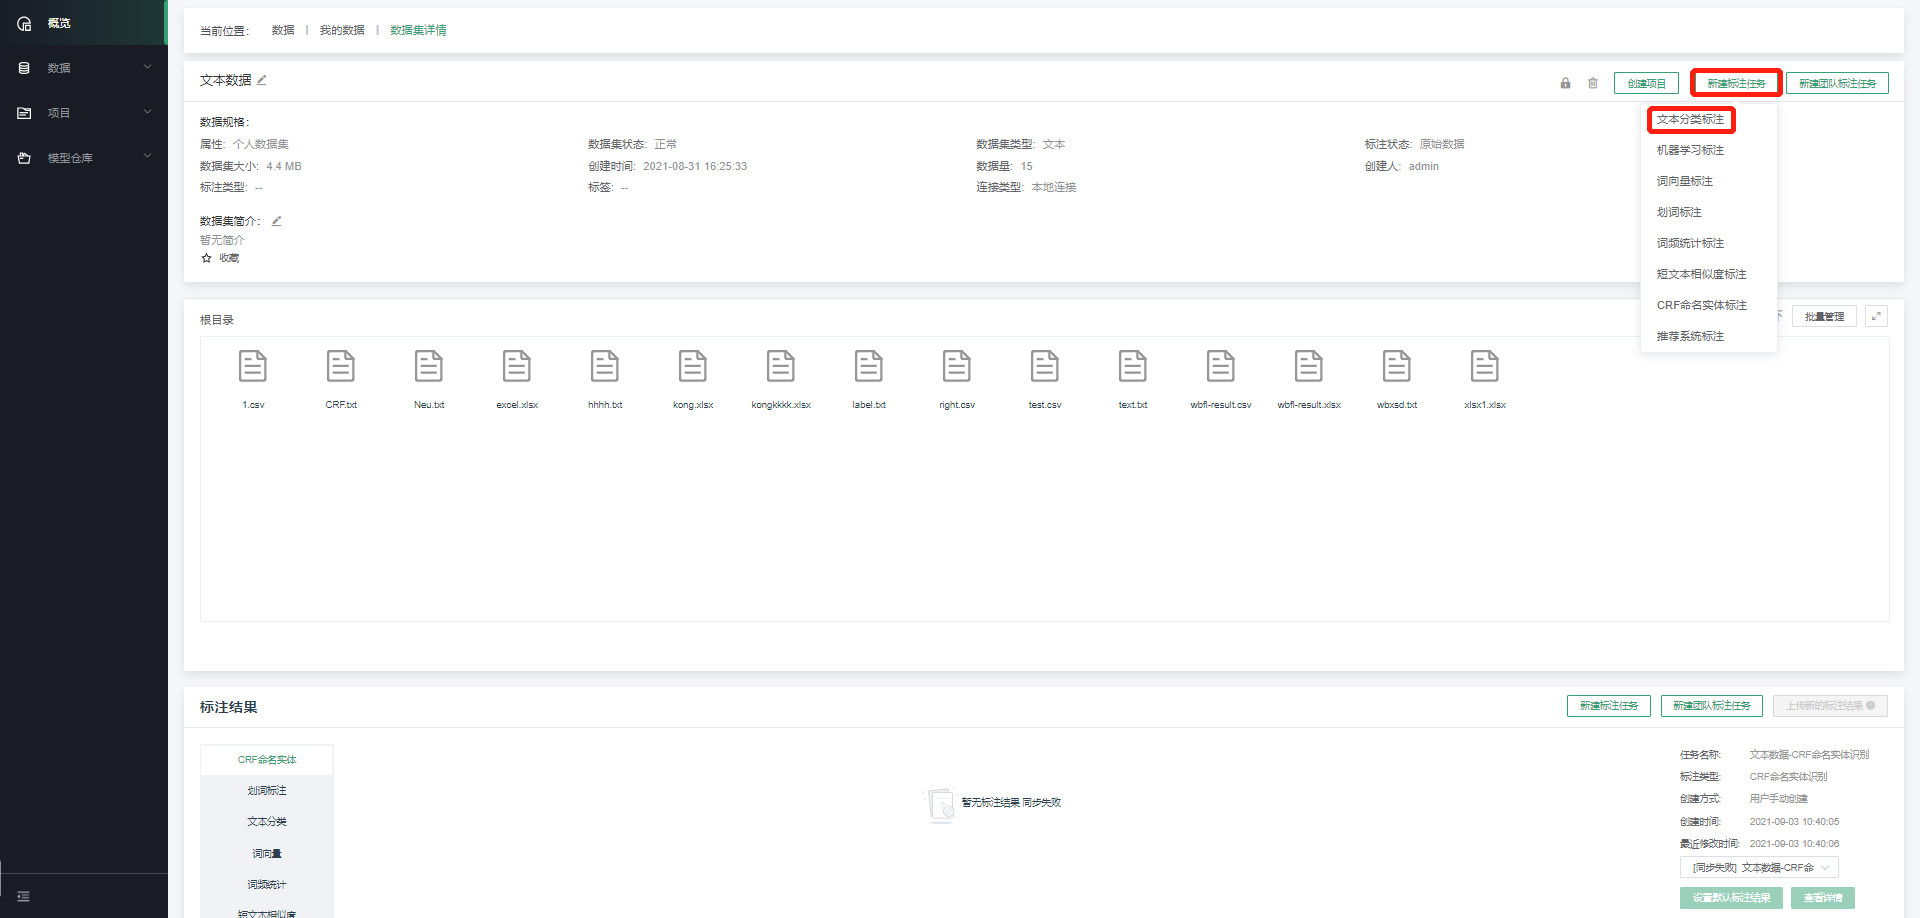 概览
数据
项目
模型仓库
当前位置: 数据 | 我的数据 | 数据集详情
文本数据
创建项目 新建标注任务 新建团队标注任务
文本分类标注
机器学习标注
词向量标注
划词标注
词频统计标注
短文本相似度标注
CRF命名实体标注
推荐系统标注
数据规格:
属性: 个人数据集 数据集状态: 正常 数据集类型: 文本 标注状态: 原始数据
数据集大小: 4.4 MB 创建时间: 2021-08-31 16:25:33 数据量: 15 创建人: admin
标注类型: -- 标签: -- 连接类型: 本地连接
数据集简介:
暂无简介
收藏
根目录
批量管理
1.csv CRF.txt Neu.txt excel.xlsx hhhh.txt kong.xlsx kongkkkk.xlsx label.txt right.csv test.csv text.txt wbfl-result.csv wbfl-result.xlsx wbxsd.txt xlsx1.xlsx
标注结果
新建标注任务 新建团队标注任务 上传新的标注结果
CRF命名实体
划词标注
文本分类
词向量
词频统计
短文本相似度
暂无标注结果 同步失败
任务名称: 文本数据-CRF命名实体识别
标注类型: CRF命名实体识别
创建方式: 用户手动创建
创建时间: 2021-09-03 10:40:05
最近修改时间: 2021-09-03 10:40:06
[同步失败] 文本数据-CRF命
设置默认标注结果 查看详情